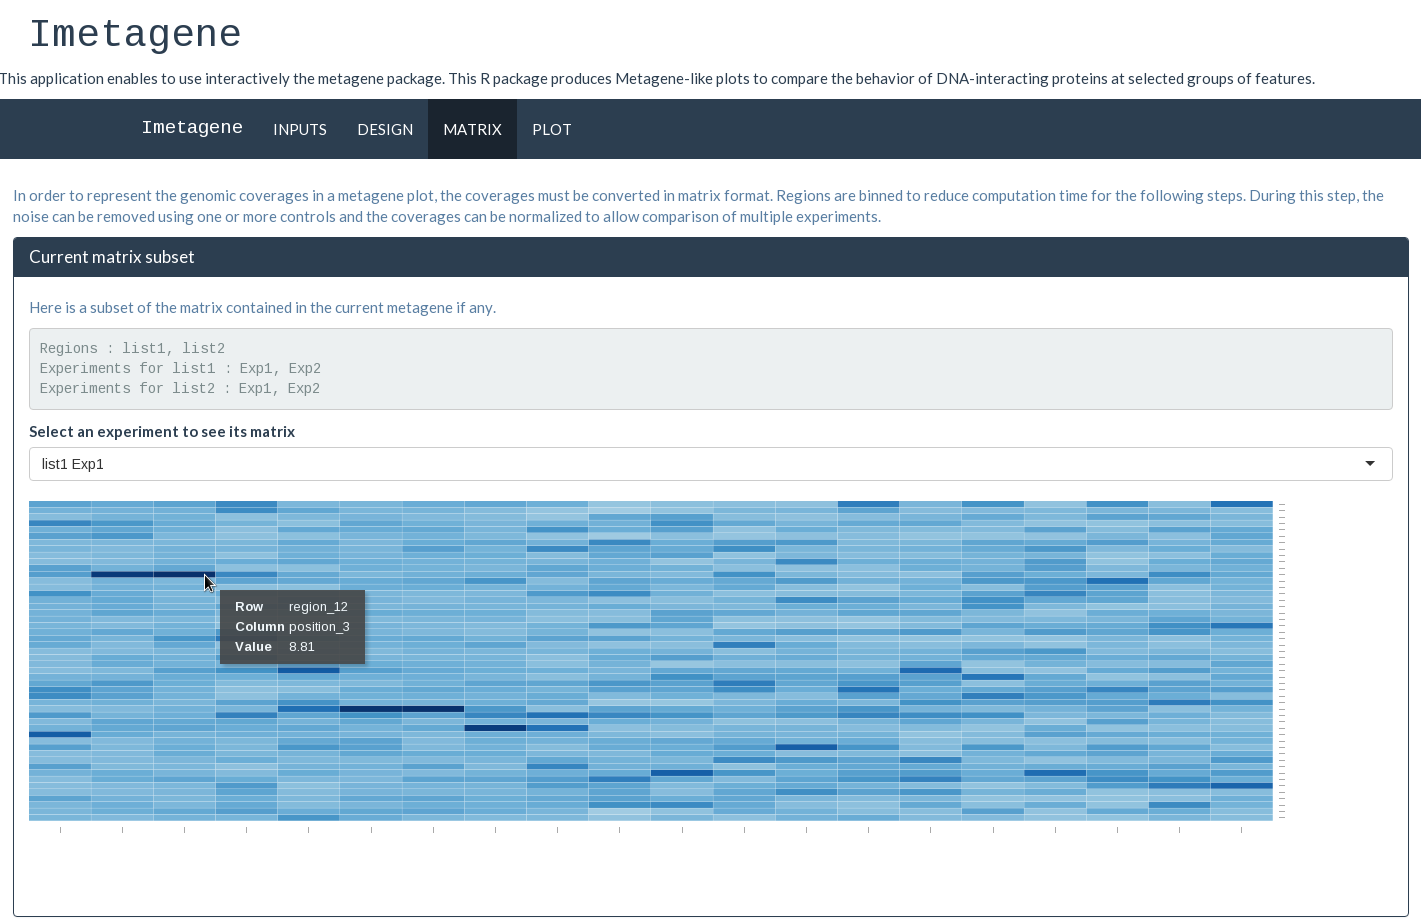 Imetagene
This application enables to use interactively the metagene package. This R package produces Metagene-like plots to compare the behavior of DNA-interacting proteins at selected groups of features.
Imetagene INPUTS DESIGN MATRIX PLOT
In order to represent the genomic coverages in a metagene plot, the coverages must be converted in matrix format. Regions are binned to reduce computation time for the following steps. During this step, the
noise can be removed using one or more controls and the coverages can be normalized to allow comparison of multiple experiments.
Current matrix subset
Here is a subset of the matrix contained in the current metagene if any.
Regions : list1, list2
Experiments for list1 : Exp1, Exp2
Experiments for list2 : Exp1, Exp2
Select an experiment to see its matrix
list1 Exp1
Row region_12
Column position_3
Value 8.81